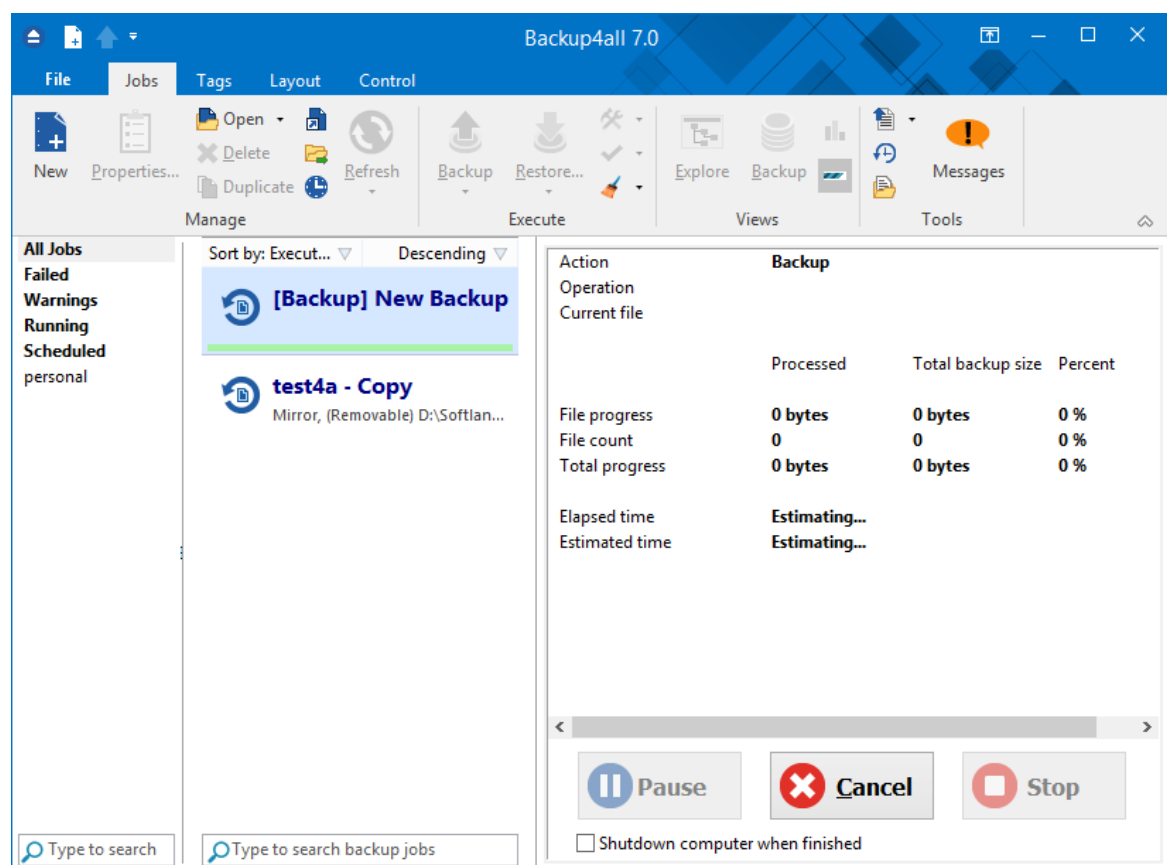 Backup4all 7.0
File Jobs Tags Layout Control
Open
Delete
Duplicate
New Properties... Refresh Backup Restore... Explore Backup Messages
Manage Execute Views Tools
All Jobs
Failed
Warnings
Running
Scheduled
personal
Type to search
Sort by: Execut... Descending
[Backup] New Backup
test4a - Copy
Mirror, (Removable) D:\Softlan...
Type to search backup jobs
Action Backup
Operation
Current file
Processed Total backup size Percent
File progress 0 bytes 0 bytes 0 %
File count 0 0 0 %
Total progress 0 bytes 0 bytes 0 %
Elapsed time Estimating...
Estimated time Estimating...
Pause Cancel Stop
Shutdown computer when finished